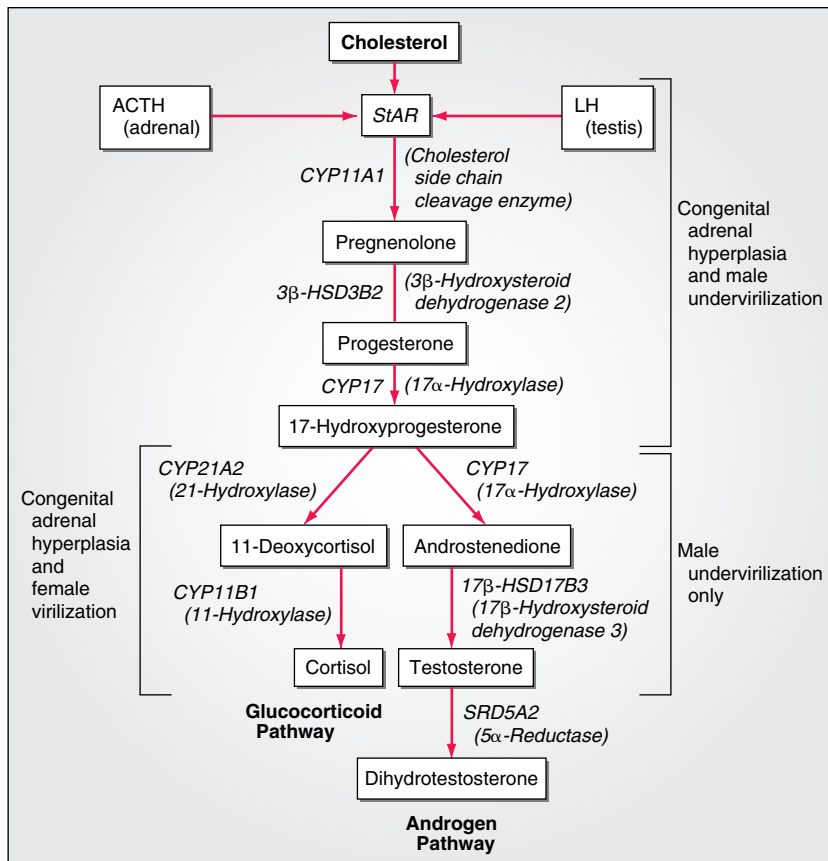 Cholesterol
ACTH
(adrenal)
StAR
LH
(testis)
CYP11A1
(Cholesterol
side chain
cleavage enzyme)
Pregnenolone
3β-HSD3B2
(3β-Hydroxysteroid
dehydrogenase 2)
Progesterone
CYP17
(17α-Hydroxylase)
17-Hydroxyprogesterone
Congenital
adrenal
hyperplasia
and male
undervirilization
CYP21A2
(21-Hydroxylase)
CYP17
(17α-Hydroxylase)
11-Deoxycortisol
Androstenedione
CYP11B1
(11-Hydroxylase)
17β-HSD17B3
(17β-Hydroxysteroid
dehydrogenase 3)
Cortisol
Testosterone
Congenital
adrenal
hyperplasia
and
female
virilization
Male
undervirilization
only
Glucocorticoid
Pathway
SRD5A2
(5α-Reductase)
Dihydrotestosterone
Androgen
Pathway